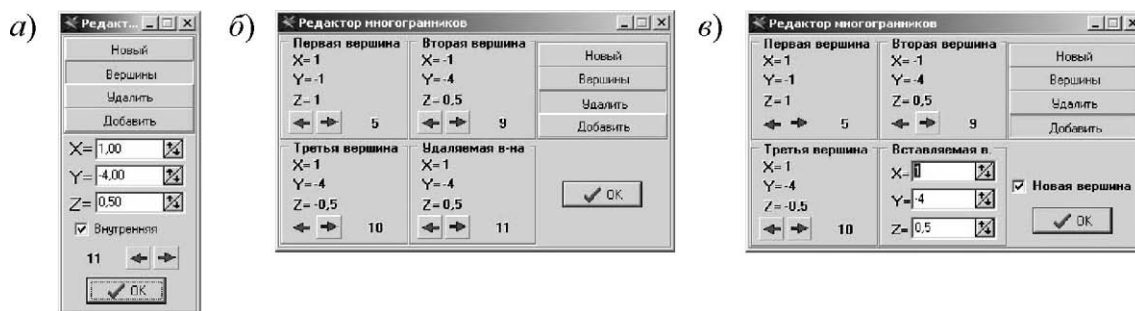 а)
Редакт...
Новый
Вершины
Удалить
Добавить
X= 1,00
Y= -4,00
Z= 0,50
Внутренняя
11
OK
б)
Редактор многогранников
Первая вершина
X= 1
Y= -1
Z= 1
5
Вторая вершина
X= -1
Y= -4
Z= 0,5
9
Новый
Вершины
Удалить
Добавить
Третья вершина
X= 1
Y= -4
Z= -0,5
10
Удаляемая в-на
X= 1
Y= -4
Z= 0,5
11
OK
в)
Редактор многогранников
Первая вершина
X= 1
Y= -1
Z= 1
5
Вторая вершина
X= -1
Y= -4
Z= 0,5
9
Новый
Вершины
Удалить
Добавить
Третья вершина
X= 1
Y= -4
Z= -0,5
10
Вставляемая в.
X= 1
Y= -4
Z= 0,5
Новая вершина
OK